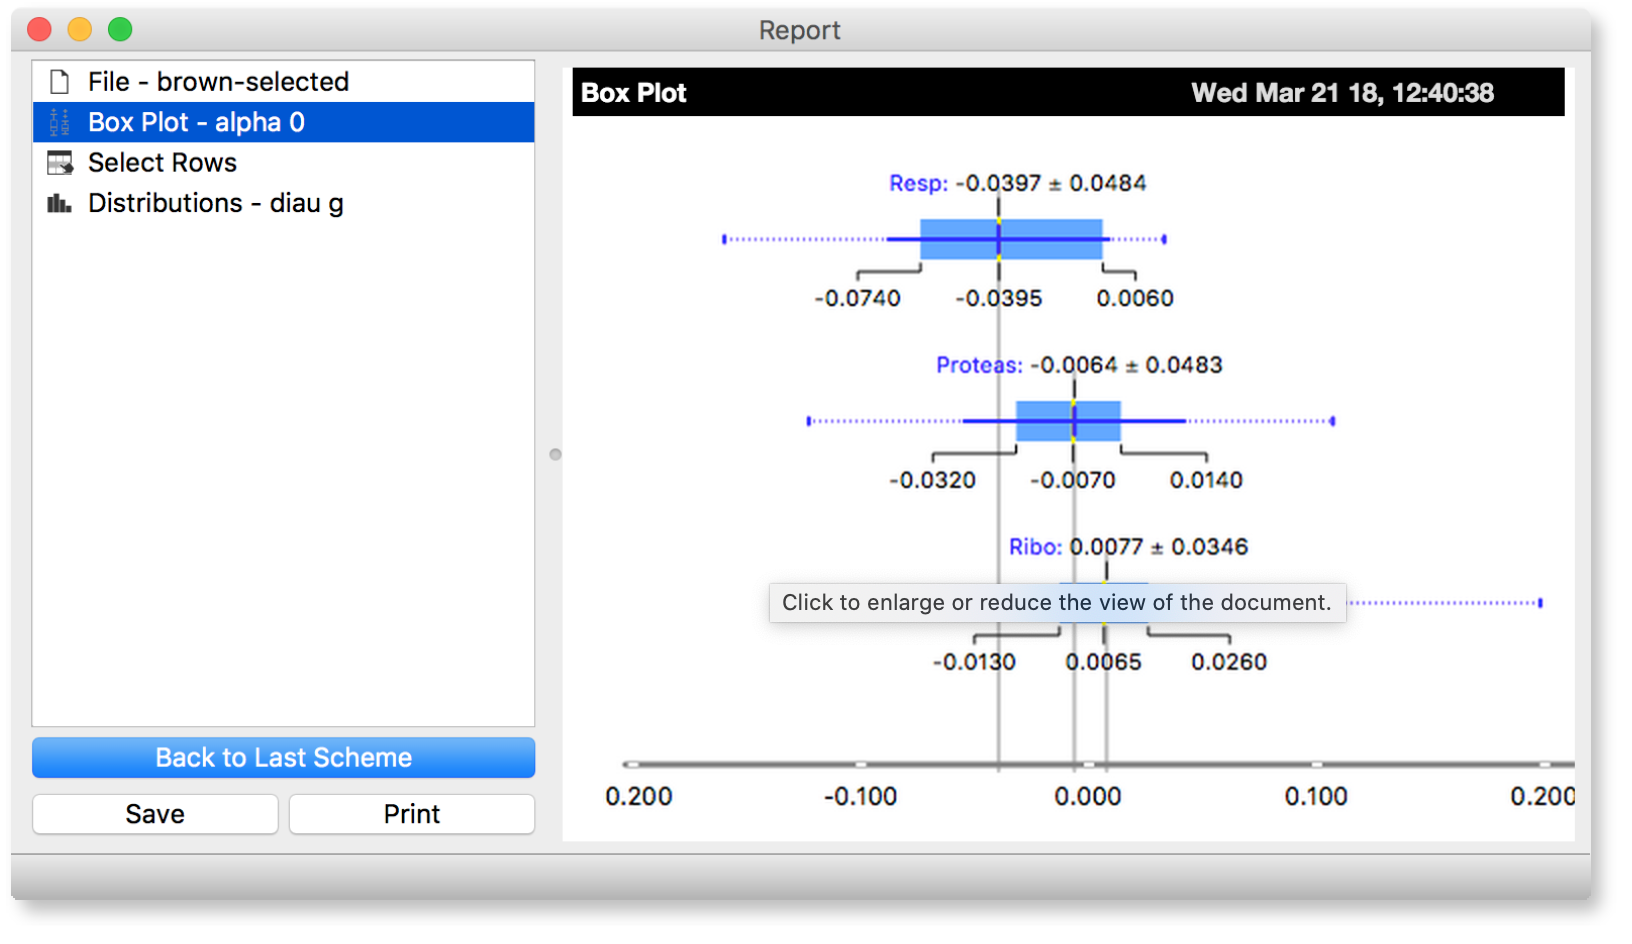 Report
File - brown-selected
Box Plot - alpha 0
Select Rows
Distributions - diau g
Back to Last Scheme
Save Print
Box Plot Wed Mar 21 18, 12:40:38
Resp: -0.0397 ± 0.0484
-0.0740 -0.0395 0.0060
Proteas: -0.0064 ± 0.0483
-0.0320 -0.0070 0.0140
Ribo: 0.0077 ± 0.0346
Click to enlarge or reduce the view of the document.
-0.0130 0.0065 0.0260
0.200 -0.100 0.000 0.100 0.200